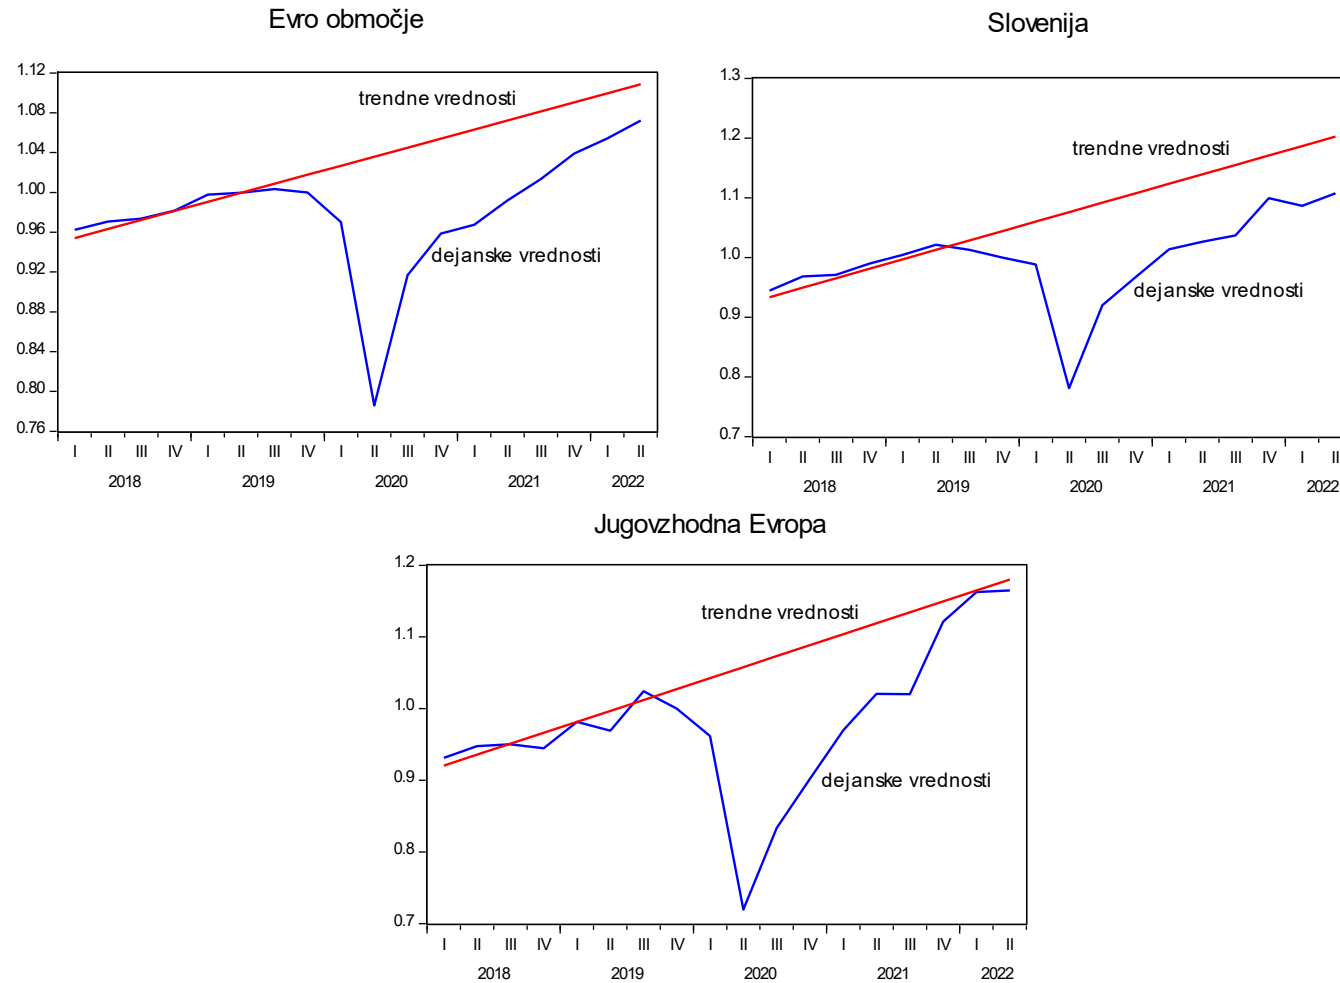 Evro območje
1.12
1.08
1.04
1.00
0.96
0.92
0.88
0.84
0.80
0.76
trendne vrednosti
dejanske vrednosti
I II III IV I II III IV I II III IV I II III IV I II
2018 2019 2020 2021 2022
Slovenija
1.3
1.2
1.1
1.0
0.9
0.8
0.7
trendne vrednosti
dejanske vrednosti
I II III IV I II III IV I II III IV I II III IV I II
2018 2019 2020 2021 2022
Jugovzhodna Evropa
1.2
1.1
1.0
0.9
0.8
0.7
trendne vrednosti
dejanske vrednosti
I II III IV I II III IV I II III IV I II III IV I II
2018 2019 2020 2021 2022